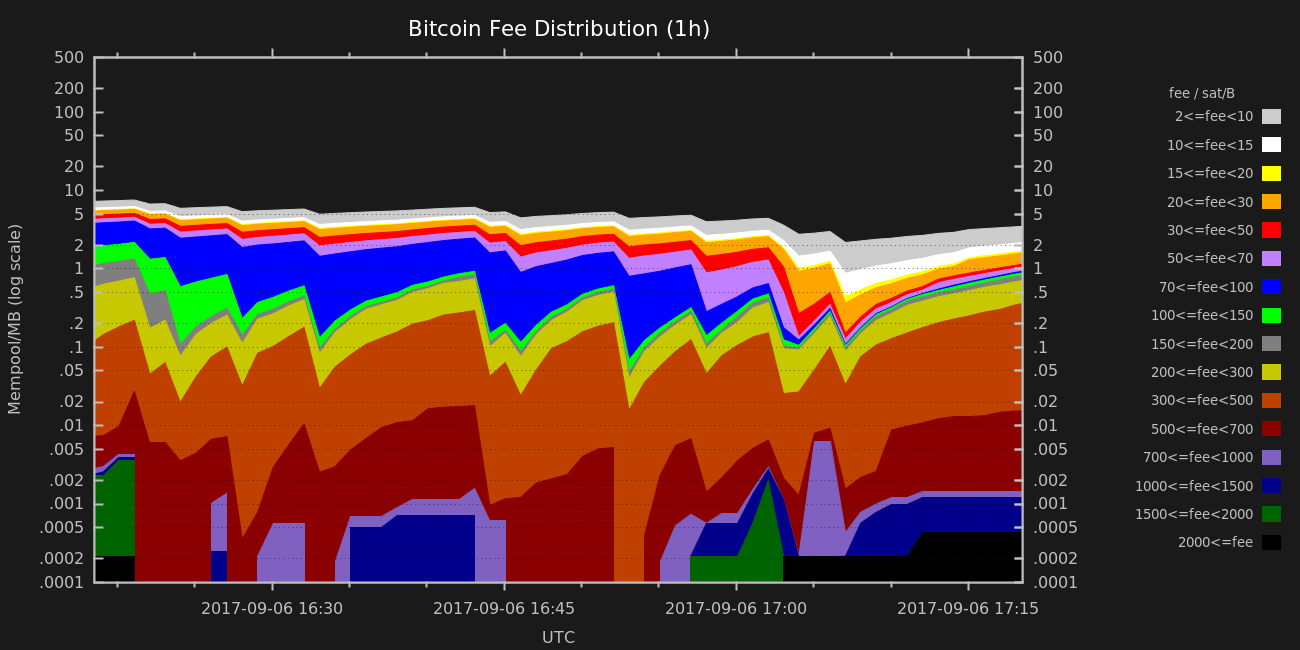 Bitcoin Fee Distribution (1h)
500
200
100
50
20
10
5
2
1
.5
.2
.1
.05
.02
.01
.005
.002
.001
.0005
.0002
.0001
Mempool/MB (log scale)
500
200
100
50
20
10
5
2
1
.5
.2
.1
.05
.02
.01
.005
.002
.001
.0005
.0002
.0001
2017-09-06 16:30
2017-09-06 16:45
2017-09-06 17:00
2017-09-06 17:15
UTC
fee / sat/B
2<=fee<10
10<=fee<15
15<=fee<20
20<=fee<30
30<=fee<50
50<=fee<70
70<=fee<100
100<=fee<150
150<=fee<200
200<=fee<300
300<=fee<500
500<=fee<700
700<=fee<1000
1000<=fee<1500
1500<=fee<2000
2000<=fee